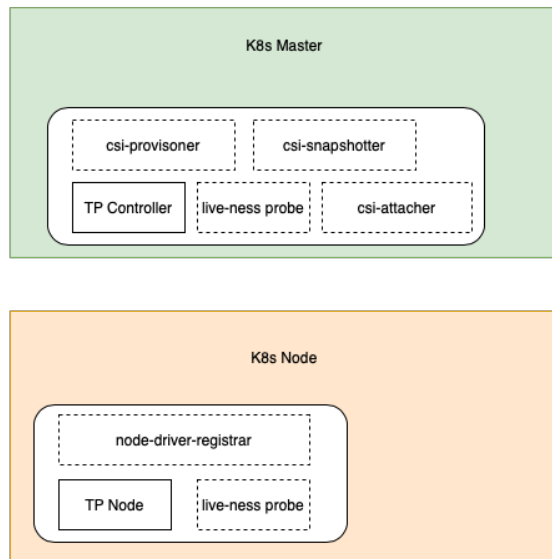 K8s Master
csi-provisoner
csi-snapshotter
TP Controller
live-ness probe
csi-attacher
K8s Node
node-driver-registrar
TP Node
live-ness probe